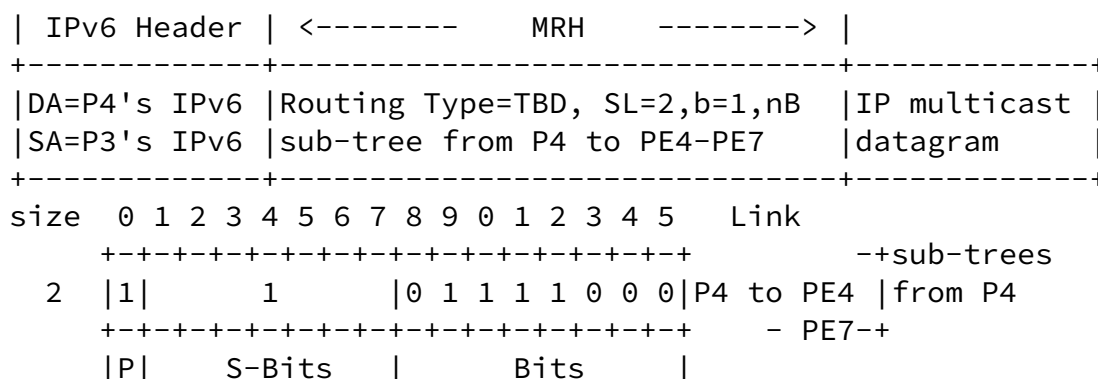 | IPv6 Header | <--------    MRH    --------> |
+-------------+-------------------------------+-------------+
|DA=P4's IPv6 |Routing Type=TBD, SL=2,b=1,nB  |IP multicast |
|SA=P3's IPv6 |sub-tree from P4 to PE4-PE7    |datagram     |
+-------------+-------------------------------+-------------+
size  0 1 2 3 4 5 6 7 8 9 0 1 2 3 4 5   Link
     +-+-+-+-+-+-+-+-+-+-+-+-+-+-+-+-+         -+sub-trees
  2  |1|      1      |0 1 1 1 1 0 0 0|P4 to PE4 |from P4
     +-+-+-+-+-+-+-+-+-+-+-+-+-+-+-+-+    - PE7-+
     |P|    S-Bits   |      Bits     |